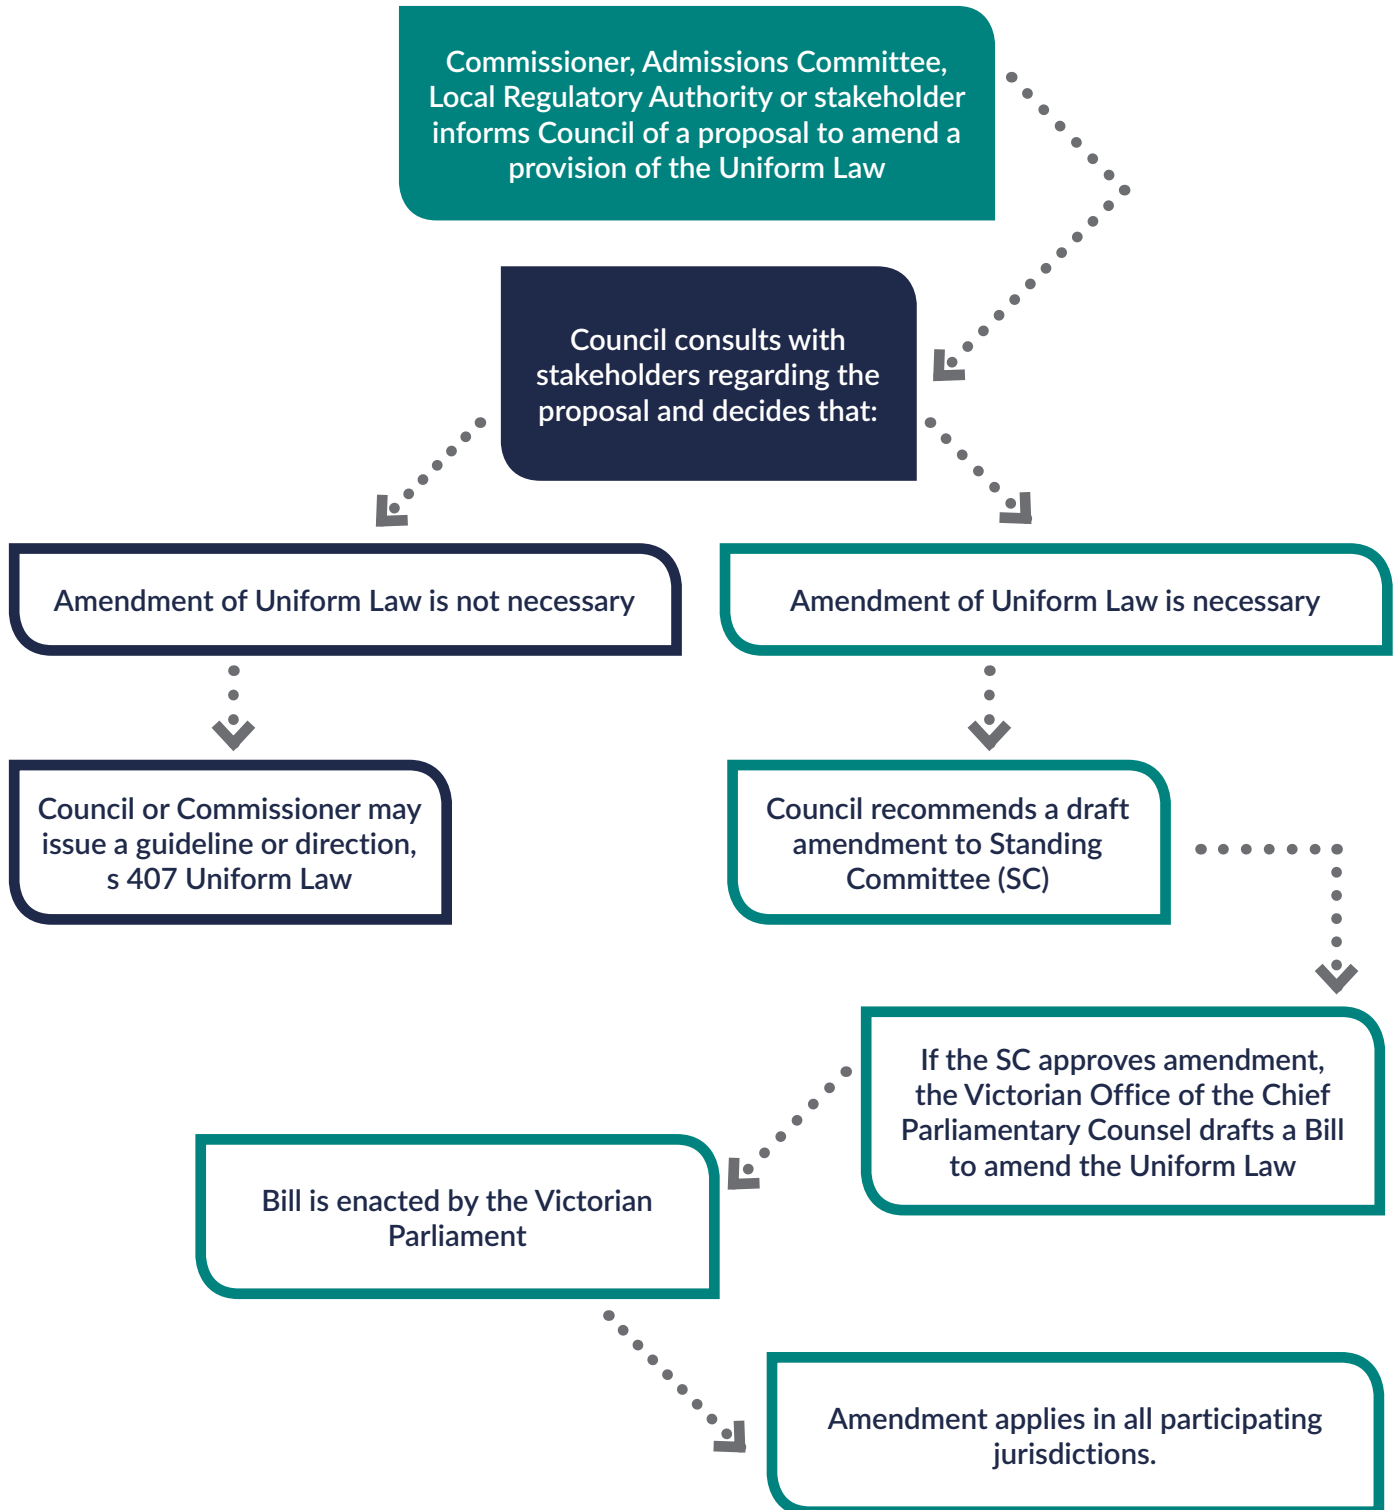 Commissioner, Admissions Committee,
Local Regulatory Authority or stakeholder
informs Council of a proposal to amend a
provision of the Uniform Law
Council consults with
stakeholders regarding the
proposal and decides that:
Amendment of Uniform Law is not necessary
Amendment of Uniform Law is necessary
Council or Commissioner may
issue a guideline or direction,
s 407 Uniform Law
Council recommends a draft
amendment to Standing
Committee (SC)
If the SC approves amendment,
the Victorian Office of the Chief
Parliamentary Counsel drafts a Bill
to amend the Uniform Law
Bill is enacted by the Victorian
Parliament
Amendment applies in all participating
jurisdictions.